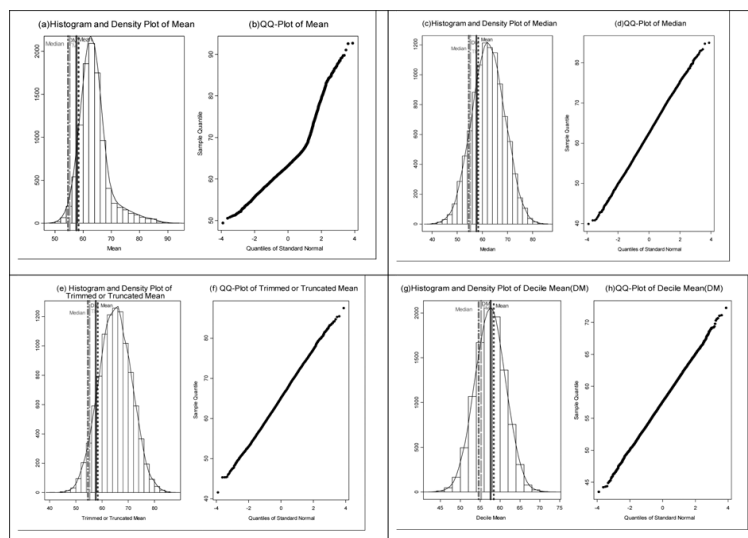 (a)Histogram and Density Plot of Mean
Median
Mean
2000
1500
1000
500
0
50 60 70 80 90
Mean
(b)QQ-Plot of Mean
Sample Quantile
90
80
70
60
50
-4 -2 0 2 4
Quantiles of Standard Normal
(c)Histogram and Density Plot of Median
Median
Mean
1200
1000
800
600
400
200
0
40 50 60 70 80
Median
(d)QQ-Plot of Median
Sample Quantile
80
70
60
50
40
-4 -2 0 2 4
Quantiles of Standard Normal
(e) Histogram and Density Plot of
Trimmed or Truncated Mean
Median
Mean
1200
1000
800
600
400
200
0
40 50 60 70 80
Trimmed or Truncated Mean
(f) QQ-Plot of Trimmed or Truncated Mean
Sample Quantile
80
70
60
50
40
-4 -2 0 2 4
Quantiles of Standard Normal
(g)Histogram and Density Plot of Decile Mean(DM)
Median
DM
Mean
2000
1500
1000
500
0
45 50 55 60 65 70 75
Decile Mean
(h)QQ-Plot of Decile Mean(DM)
Sample Quantile
70
65
60
55
50
45
-4 -2 0 2 4
Quantiles of Standard Normal